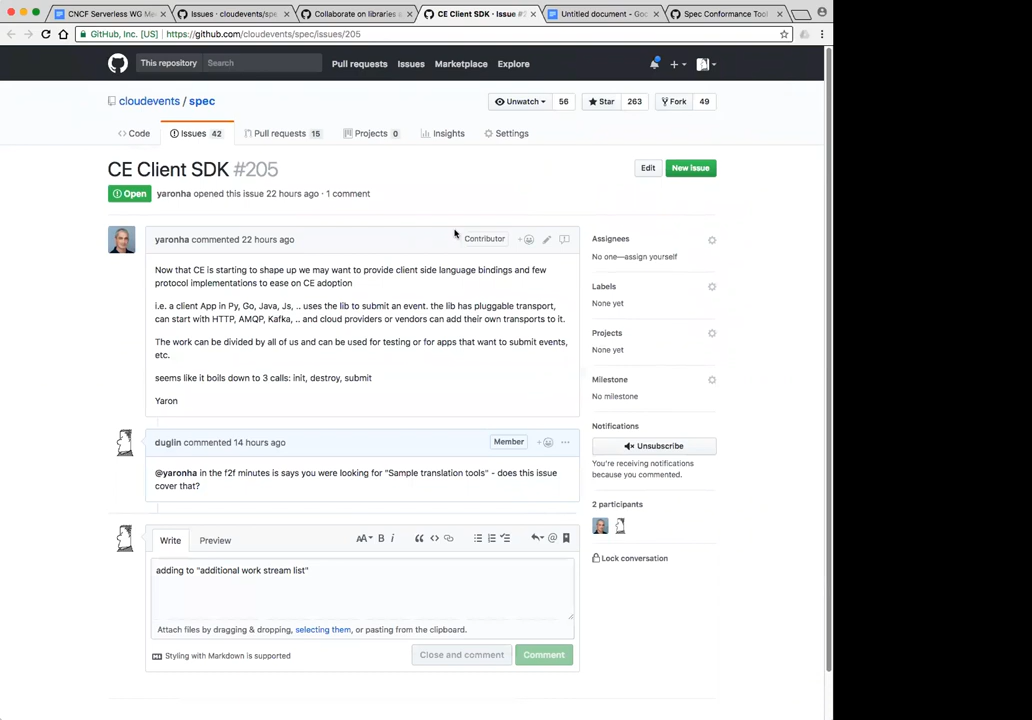 CNCF Serverless WG Me
Issues · cloudevents/spe
Collaborate on libraries a
CE Client SDK · Issue #2
Untitled document - Goo
Spec Conformance Tool
GitHub, Inc. [US]
https://github.com/cloudevents/spec/issues/205
This repository
Search
Pull requests
Issues
Marketplace
Explore
cloudevents / spec
Unwatch
56
Star
263
Fork
49
Code
Issues 42
Pull requests 15
Projects 0
Insights
Settings
CE Client SDK #205
Edit
New issue
Open
yaronha opened this issue 22 hours ago · 1 comment
yaronha commented 22 hours ago
Contributor
Now that CE is starting to shape up we may want to provide client side language bindings and few
protocol implementations to ease on CE adoption
i.e. a client App in Py, Go, Java, Js, .. uses the lib to submit an event. the lib has pluggable transport,
can start with HTTP, AMQP, Kafka, .. and cloud providers or vendors can add their own transports to it.
The work can be divided by all of us and can be used for testing or for apps that want to submit events,
etc.
seems like it boils down to 3 calls: init, destroy, submit
Yaron
duglin commented 14 hours ago
Member
@yaronha in the f2f minutes is says you were looking for "Sample translation tools" - does this issue
cover that?
Write
Preview
AA
B
i
adding to "additional work stream list"
Attach files by dragging & dropping, selecting them, or pasting from the clipboard.
Styling with Markdown is supported
Close and comment
Comment
Assignees
No one—assign yourself
Labels
None yet
Projects
None yet
Milestone
No milestone
Notifications
Unsubscribe
You're receiving notifications
because you commented.
2 participants
Lock conversation